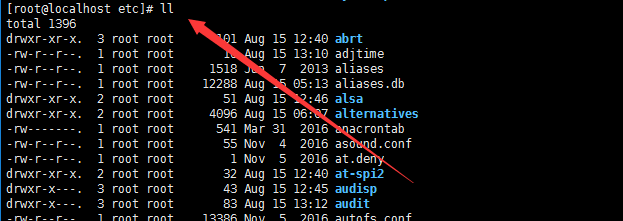 [root@localhost etc]# ll
total 1396
drwxr-xr-x. 3 root root 101 Aug 15 12:40 abrt
-rw-r--r--. 1 root root 16 Aug 15 13:10 adjtime
-rw-r--r--. 1 root root 1518 Jun 7 2013 aliases
-rw-r--r--. 1 root root 12288 Aug 15 05:13 aliases.db
drwxr-xr-x. 2 root root 51 Aug 15 12:46 alsa
drwxr-xr-x. 2 root root 4096 Aug 15 06:07 alternatives
-rw-------. 1 root root 541 Mar 31 2016 anacrontab
-rw-r--r--. 1 root root 55 Nov 4 2016 asound.conf
-rw-r--r--. 1 root root 1 Nov 5 2016 at.deny
drwxr-xr-x. 2 root root 32 Aug 15 12:40 at-spi2
drwxr-x---. 3 root root 43 Aug 15 12:45 audisp
drwxr-x---. 3 root root 83 Aug 15 13:12 audit
-rw-r--r--. 1 root root 13386 Nov 5 2016 autofs.conf